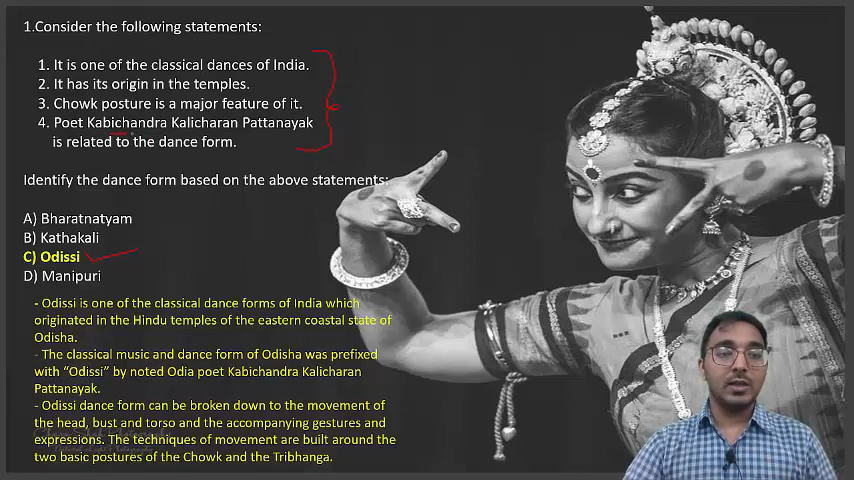 1.Consider the following statements:
1. It is one of the classical dances of India.
2. It has its origin in the temples.
3. Chowk posture is a major feature of it.
4. Poet Kabichandra Kalicharan Pattanayak
is related to the dance form.
Identify the dance form based on the above statements:
A) Bharatnatyam
B) Kathakali
C) Odissi
D) Manipuri
- Odissi is one of the classical dance forms of India which
originated in the Hindu temples of the eastern coastal state of
Odisha.
- The classical music and dance form of Odisha was prefixed
with “Odissi” by noted Odia poet Kabichandra Kalicharan
Pattanayak.
- Odissi dance form can be broken down to the movement of
the head, bust and torso and the accompanying gestures and
expressions. The techniques of movement are built around the
two basic postures of the Chowk and the Tribhanga.